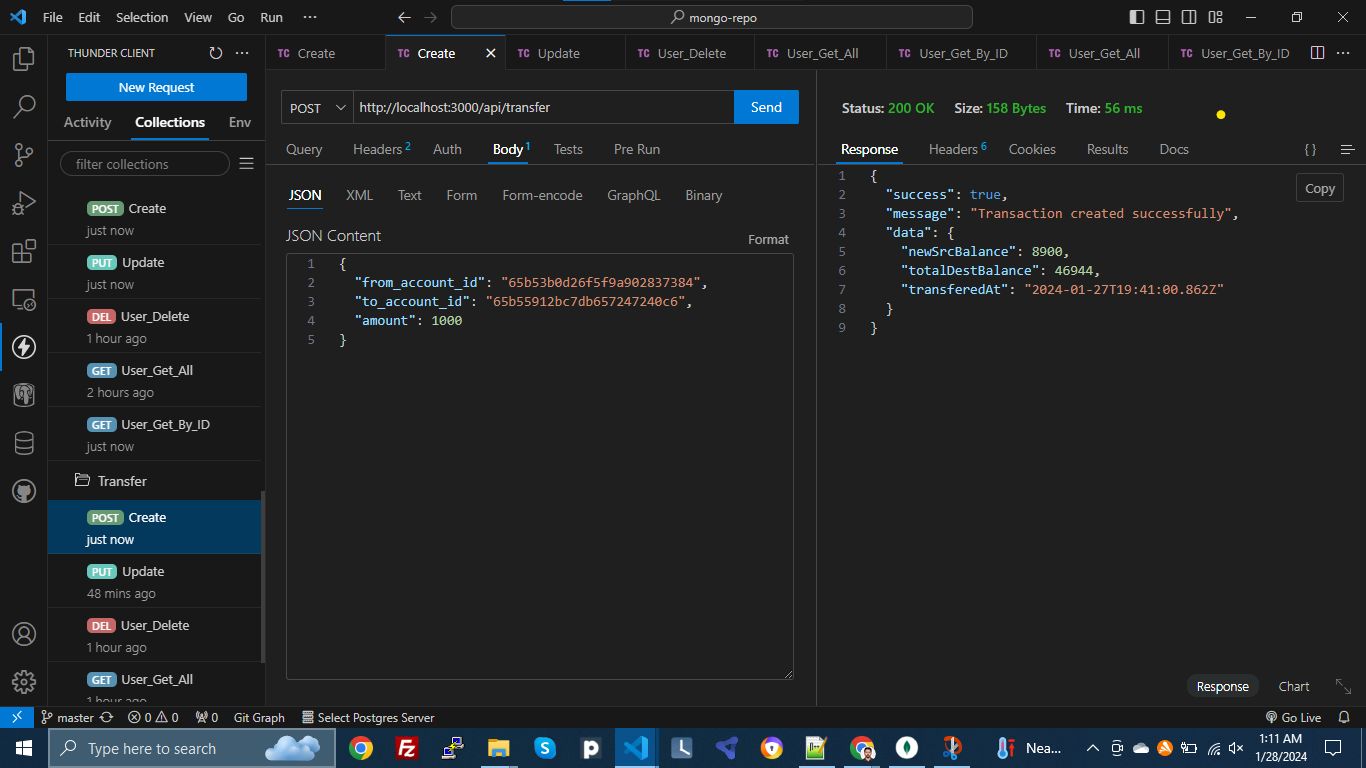 File Edit Selection View Go Run ··· mongo-repo
THUNDER CLIENT
New Request
Activity Collections Env
filter collections
POST Create
just now
PUT Update
just now
DEL User_Delete
1 hour ago
GET User_Get_All
2 hours ago
GET User_Get_By_ID
just now
Transfer
POST Create
just now
PUT Update
48 mins ago
DEL User_Delete
1 hour ago
GET User_Get_All
1 hour ago
TC Create TC Create TC Update TC User_Delete TC User_Get_All TC User_Get_By_ID TC User_Get_All TC User_Get_By_ID
POST http://localhost:3000/api/transfer Send
Query Headers 2 Auth Body 1 Tests Pre Run
JSON XML Text Form Form-encode GraphQL Binary
JSON Content Format
1 {
2 "from_account_id": "65b53b0d26f5f9a902837384",
3 "to_account_id": "65b55912bc7db657247240c6",
4 "amount": 1000
5 }
Status: 200 OK Size: 158 Bytes Time: 56 ms
Response Headers 6 Cookies Results Docs {}
Copy
1 {
2 "success": true,
3 "message": "Transaction created successfully",
4 "data": {
5 "newSrcBalance": 8900,
6 "totalDestBalance": 46944,
7 "transferedAt": "2024-01-27T19:41:00.862Z"
8 }
9 }
Response Chart
master 0 0 0 Git Graph Select Postgres Server Go Live
Type here to search Nea... 1:11 AM
1/28/2024